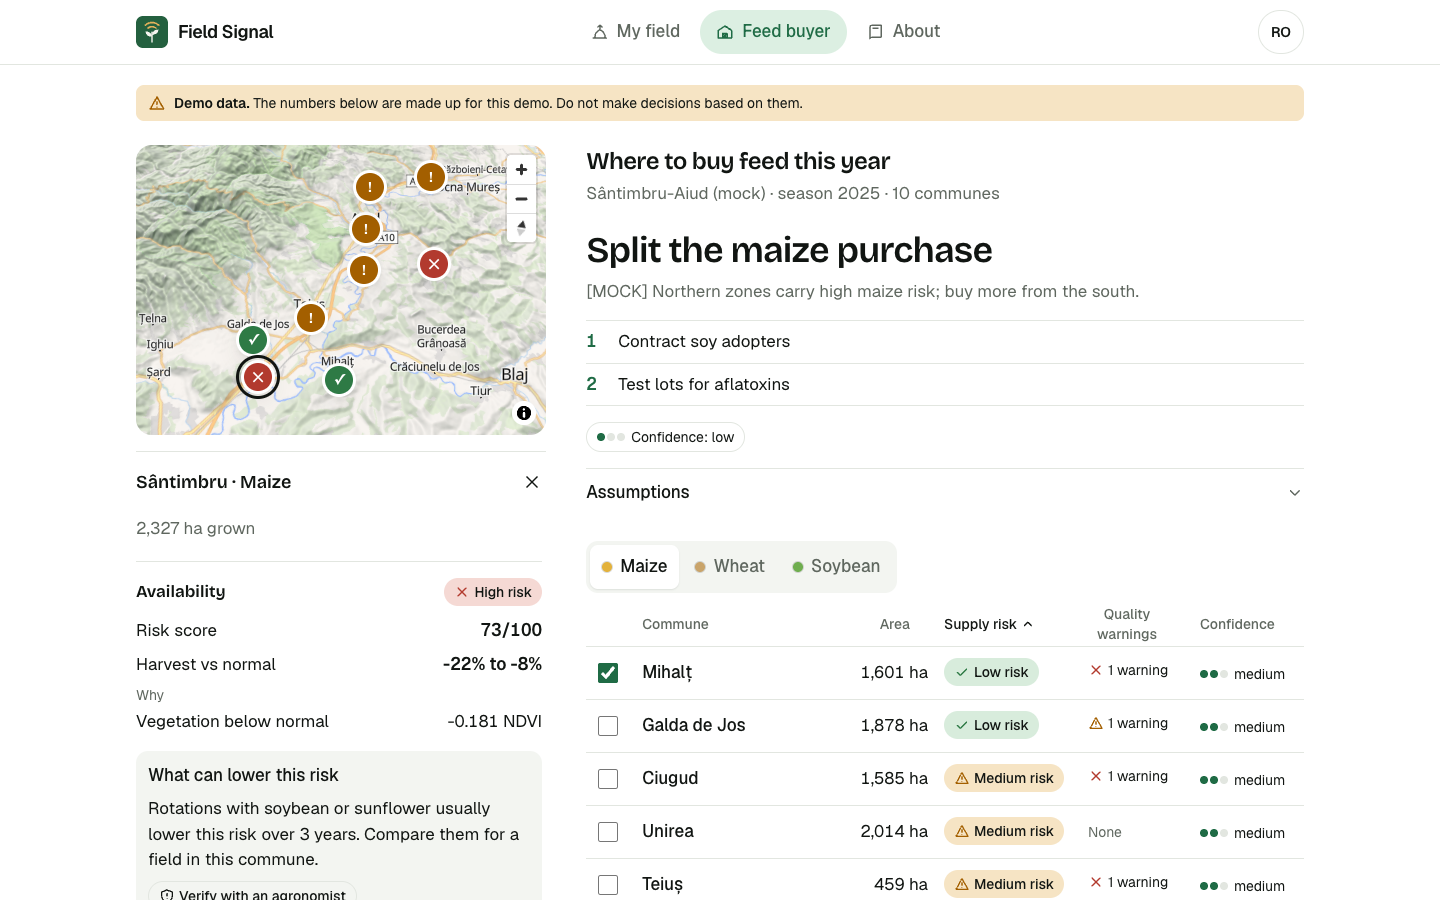 Field Signal
My field
Feed buyer
About
RO
Demo data. The numbers below are made up for this demo. Do not make decisions based on them.
Ocna Mureș
A10
Țelna
Ighiu
Șard
Galda de Jos
Mihalț
Bucerdea
Grânoasă
Crăciunelu de Jos
Blaj
Tiur
Sântimbru · Maize
2,327 ha grown
Availability
High risk
Risk score
73/100
Harvest vs normal
-22% to -8%
Why
Vegetation below normal
-0.181 NDVI
What can lower this risk
Rotations with soybean or sunflower usually
lower this risk over 3 years. Compare them for a
field in this commune.
Verify with an agronomist
Where to buy feed this year
Sântimbru-Aiud (mock) · season 2025 · 10 communes
Split the maize purchase
[MOCK] Northern zones carry high maize risk; buy more from the south.
1 Contract soy adopters
2 Test lots for aflatoxins
Confidence: low
Assumptions
Maize
Wheat
Soybean
Commune Area Supply risk Quality warnings Confidence
Mihalț 1,601 ha Low risk 1 warning medium
Galda de Jos 1,878 ha Low risk 1 warning medium
Ciugud 1,585 ha Medium risk 1 warning medium
Unirea 2,014 ha Medium risk None medium
Teiuș 459 ha Medium risk 1 warning medium